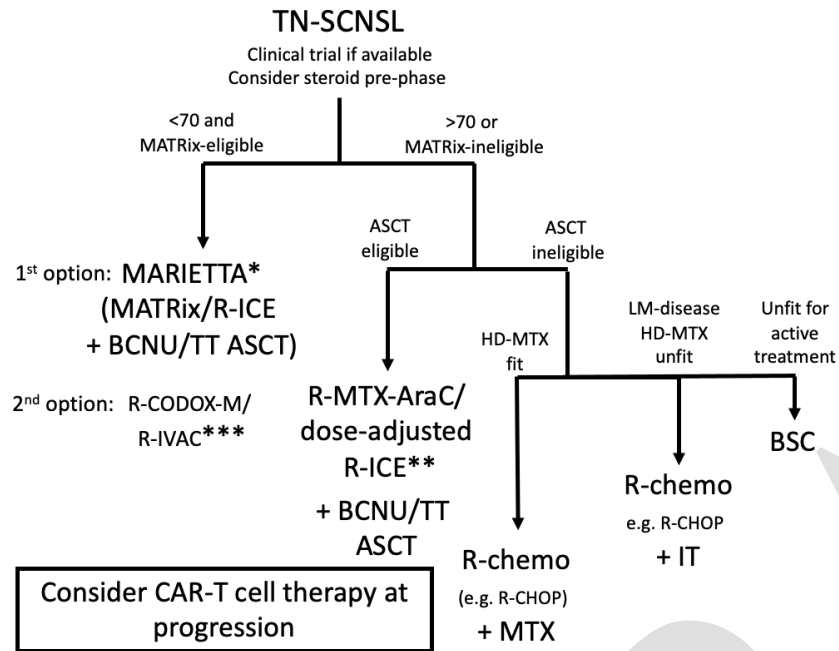 TN-SCNSL
Clinical trial if available
Consider steroid pre-phase
<70 and
MATRix-eligible
>70 or
MATRix-ineligible
1st option: MARIETTA*
(MATRix/R-ICE
+ BCNU/TT ASCT)
2nd option: R-CODOX-M/
R-IVAC***
ASCT
eligible
ASCT
ineligible
R-MTX-AraC/
dose-adjusted
R-ICE**
+ BCNU/TT
ASCT
HD-MTX
fit
LM-disease
HD-MTX
unfit
Unfit for
active
treatment
R-chemo
(e.g. R-CHOP)
+ MTX
R-chemo
e.g. R-CHOP
+ IT
BSC
Consider CAR-T cell therapy at
progression